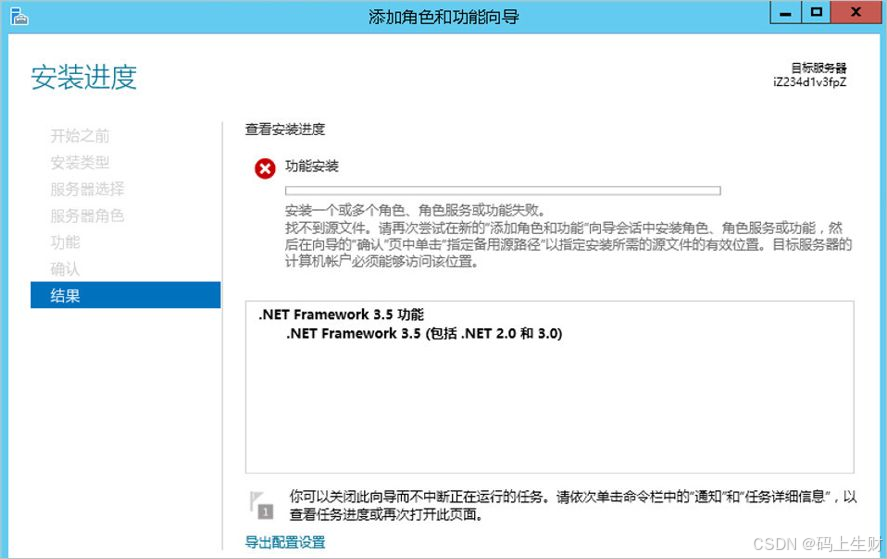 添加角色和功能向导
安装进度
目标服务器
iZ234d1v3fpZ
开始之前
安装类型
服务器选择
服务器角色
功能
确认
结果
查看安装进度
功能安装
安装一个或多个角色、角色服务或功能失败。
找不到源文件。请再次尝试在新的"添加角色和功能"向导会话中安装角色、角色服务或功能，然
后在向导的"确认"页中单击"指定备用源路径"以指定安装所需的源文件的有效位置。目标服务器的
计算机帐户必须能够访问该位置。
.NET Framework 3.5 功能
.NET Framework 3.5 (包括 .NET 2.0 和 3.0)
1
你可以关闭此向导而不中断正在运行的任务。请依次单击命令栏中的"通知"和"任务详细信息"，以
查看任务进度或再次打开此页面。
导出配置设置
CSDN @码上生财